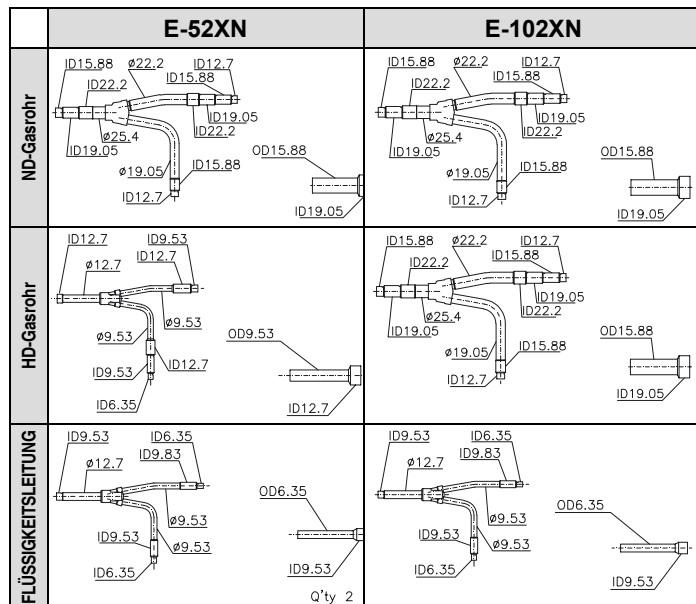 E-52XN
E-102XN
ND-Gasrohr
ID15.88
ID22.2
ø22.2
ID12.7
ID15.88
ID19.05
ø25.4
ID22.2
ID19.05
ø19.05
ID15.88
ID12.7
OD15.88
ID19.05
ID15.88
ID22.2
ø22.2
ID12.7
ID15.88
ID19.05
ø25.4
ID22.2
ID19.05
ø19.05
ID15.88
ID12.7
OD15.88
ID19.05
HD-Gasrohr
ID12.7
ø12.7
ID9.53
ID12.7
ø9.53
ø9.53
ID9.53
ID12.7
ID6.35
OD9.53
ID12.7
ID15.88
ID22.2
ø22.2
ID12.7
ID15.88
ID19.05
ø25.4
ID22.2
ID19.05
ø19.05
ID15.88
ID12.7
OD15.88
ID19.05
FLÜSSIGKEITSLEITUNG
ID9.53
ø12.7
ID6.35
ID9.83
ø9.53
ID9.53
ø9.53
ID6.35
OD6.35
ID9.53
Q'ty 2
ID9.53
ø12.7
ID6.35
ID9.83
ø9.53
ID9.53
ø9.53
ID6.35
OD6.35
ID9.53